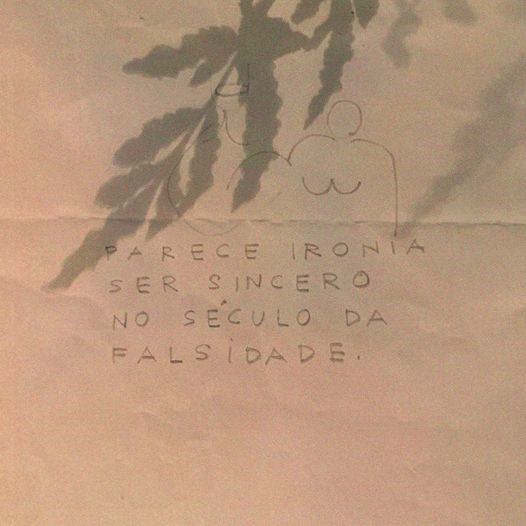 PARECE IRONIA
SER SINCERO
NO SÉCULO DA
FALSIDADE.